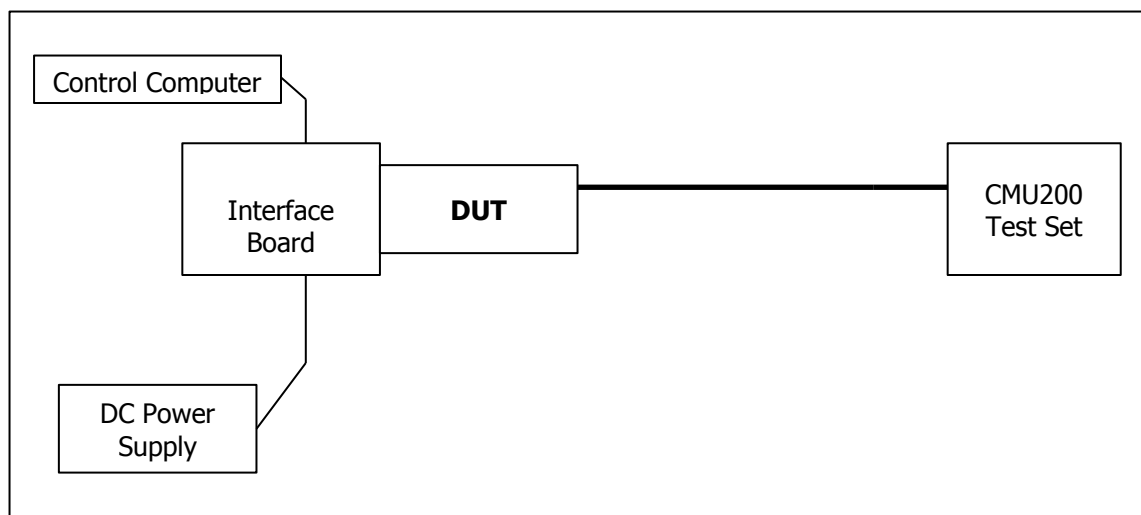 Control Computer
Interface
Board
DUT
CMU200
Test Set
DC Power
Supply